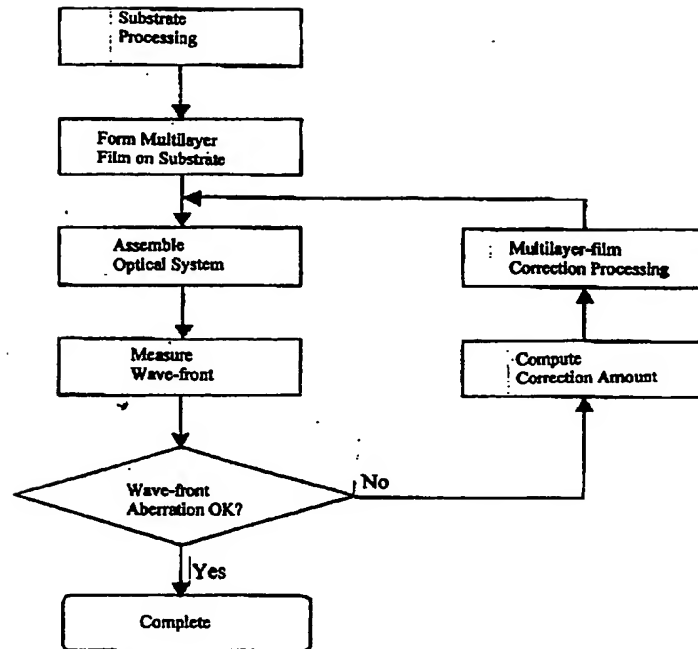 Substrate
Processing
Form Multilayer
Film on Substrate
Assemble
Optical System
Multilayer-film
Correction Processing
Measure
Wave-front
Compute
Correction Amount
Wave-front
Aberration OK?
No
Yes
Complete